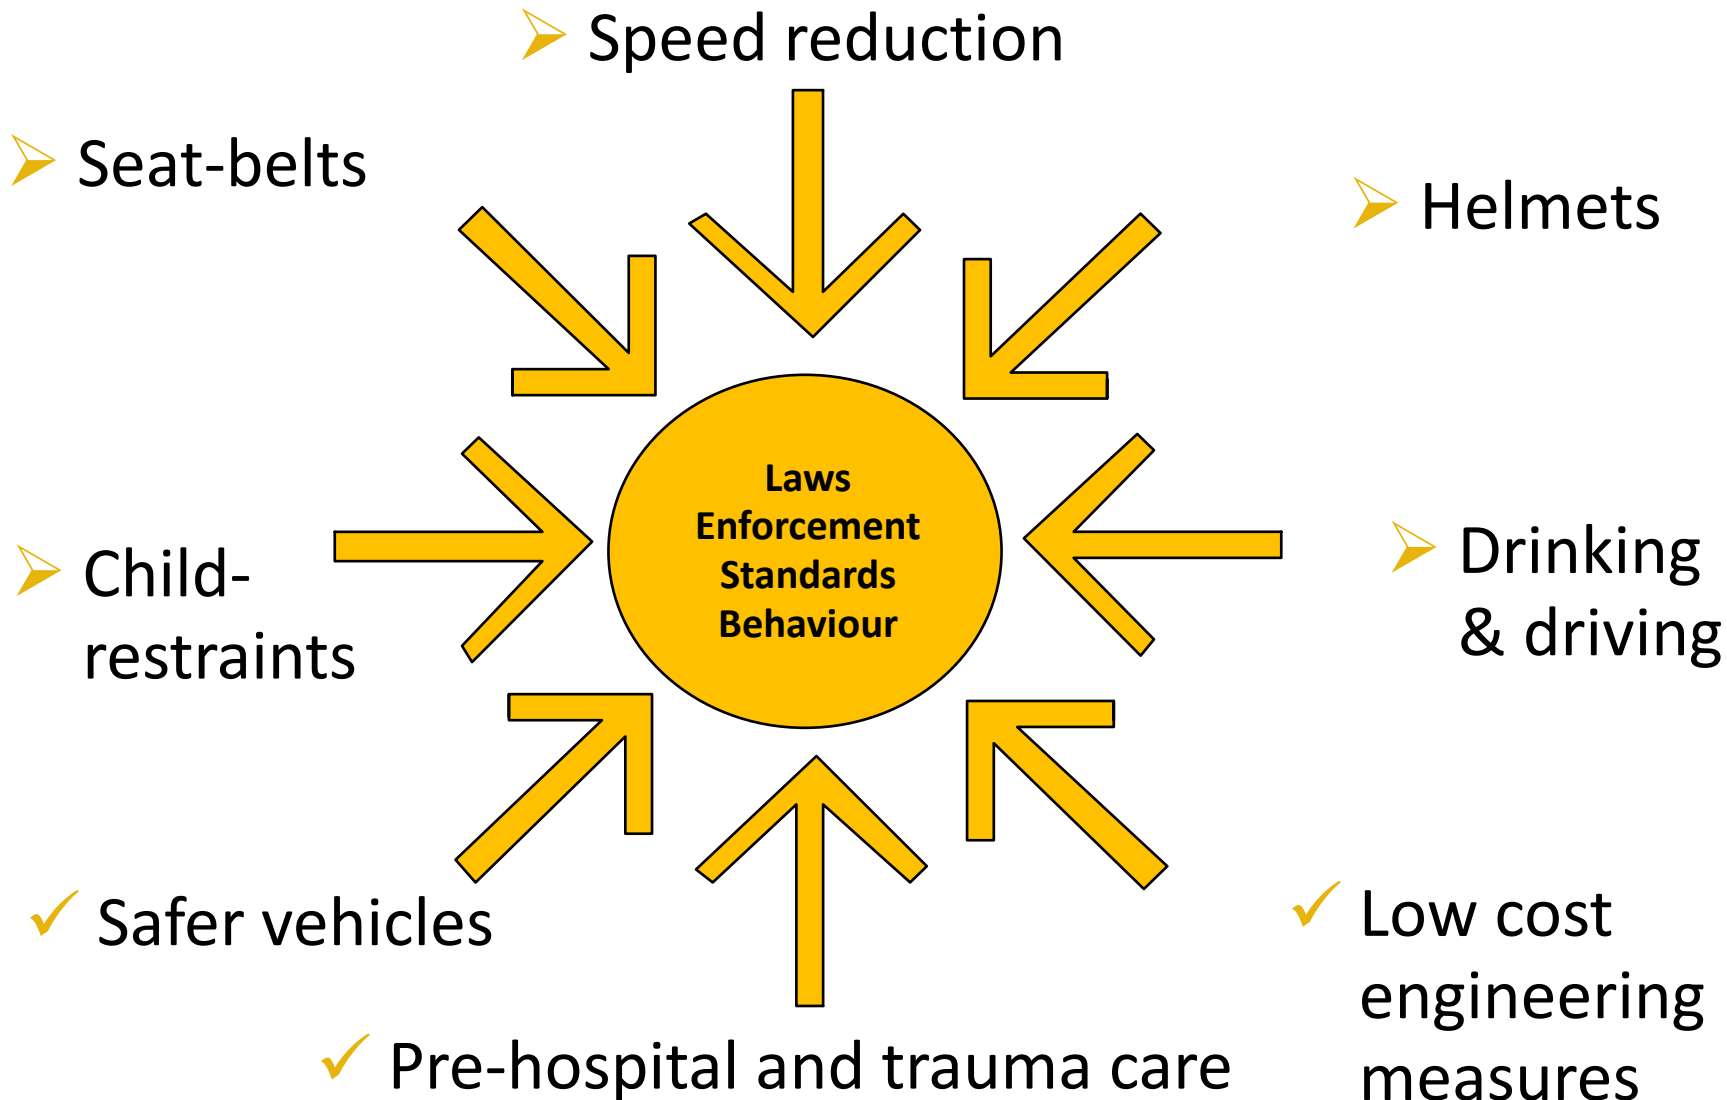 Speed reduction
Seat-belts
Helmets
Laws
Enforcement
Standards
Behaviour
Child-
restraints
Drinking
& driving
Safer vehicles
Low cost
engineering
measures
Pre-hospital and trauma care